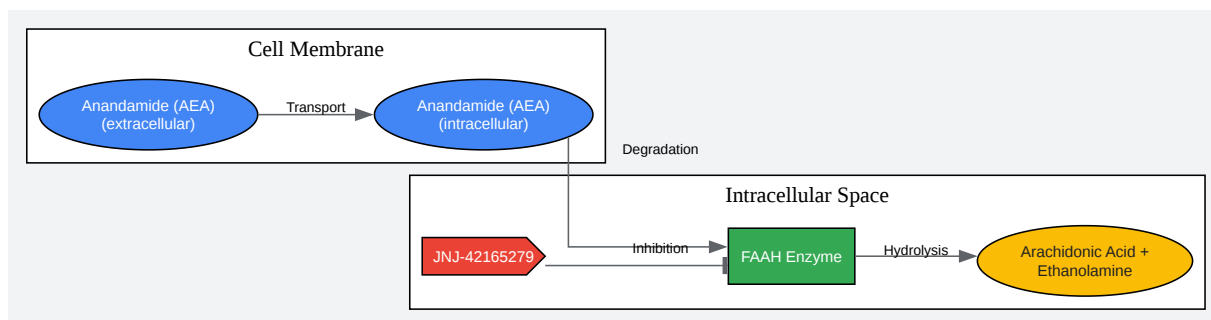 Cell Membrane
Anandamide (AEA)
(extracellular)
Transport
Anandamide (AEA)
(intracellular)
Degradation
Intracellular Space
JNJ-42165279
Inhibition
FAAH Enzyme
Hydrolysis
Arachidonic Acid +
Ethanolamine